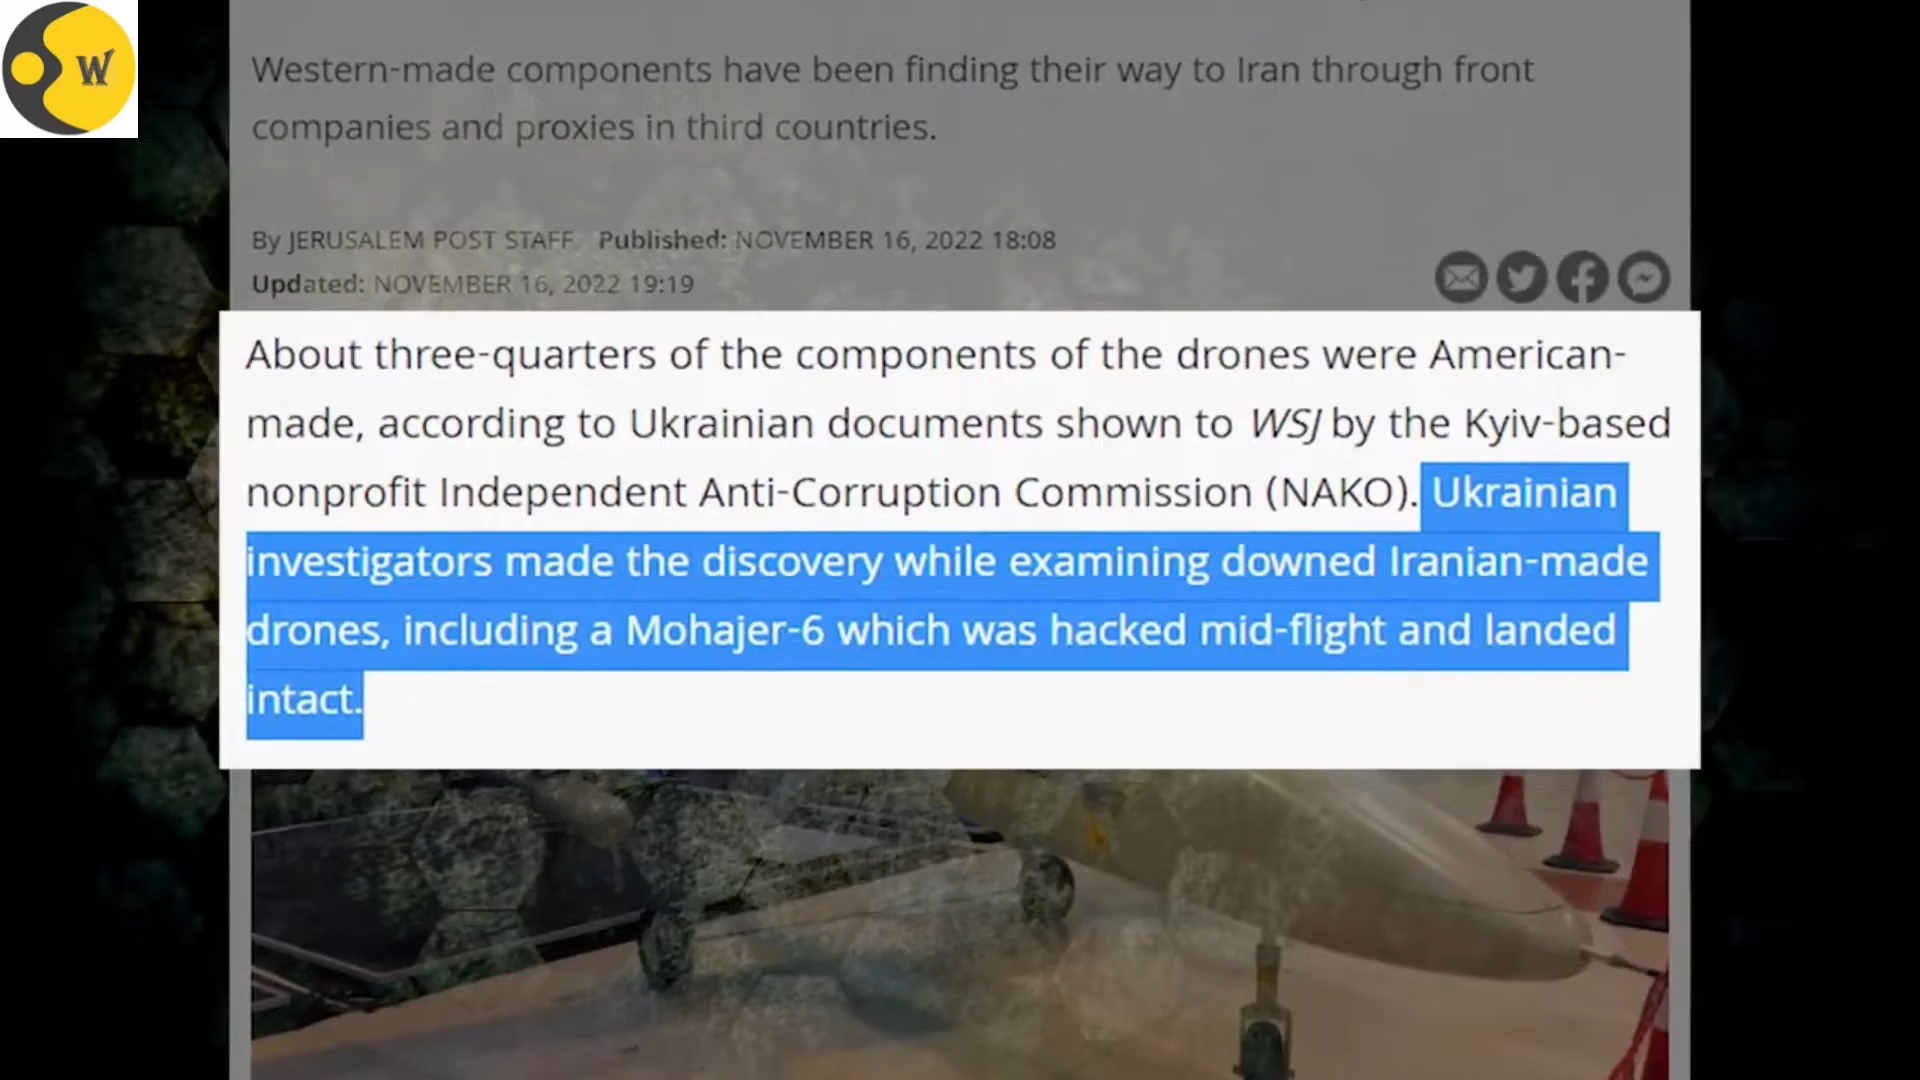 W
Western-made components have been finding their way to Iran through front
companies and proxies in third countries.
By JERUSALEM POST STAFF Published: NOVEMBER 16, 2022 18:08
Updated: NOVEMBER 16, 2022 19:19
About three-quarters of the components of the drones were American-
made, according to Ukrainian documents shown to WSJ by the Kyiv-based
nonprofit Independent Anti-Corruption Commission (NAKO). Ukrainian
investigators made the discovery while examining downed Iranian-made
drones, including a Mohajer-6 which was hacked mid-flight and landed
intact.